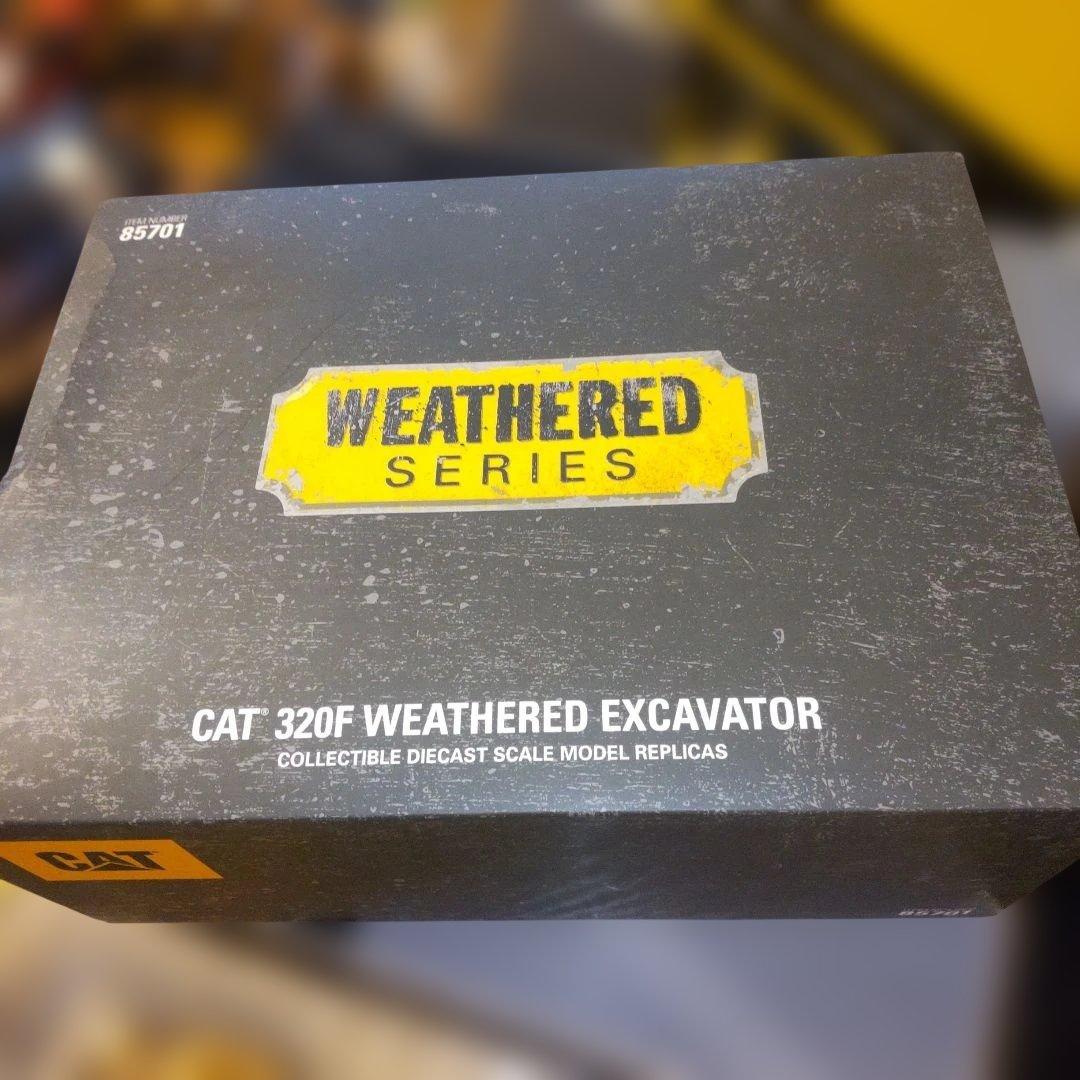 ITEM NUMBER
85701
WEATHERED
SERIES
CAT® 320F WEATHERED EXCAVATOR
COLLECTIBLE DIECAST SCALE MODEL REPLICAS
CAT
85701